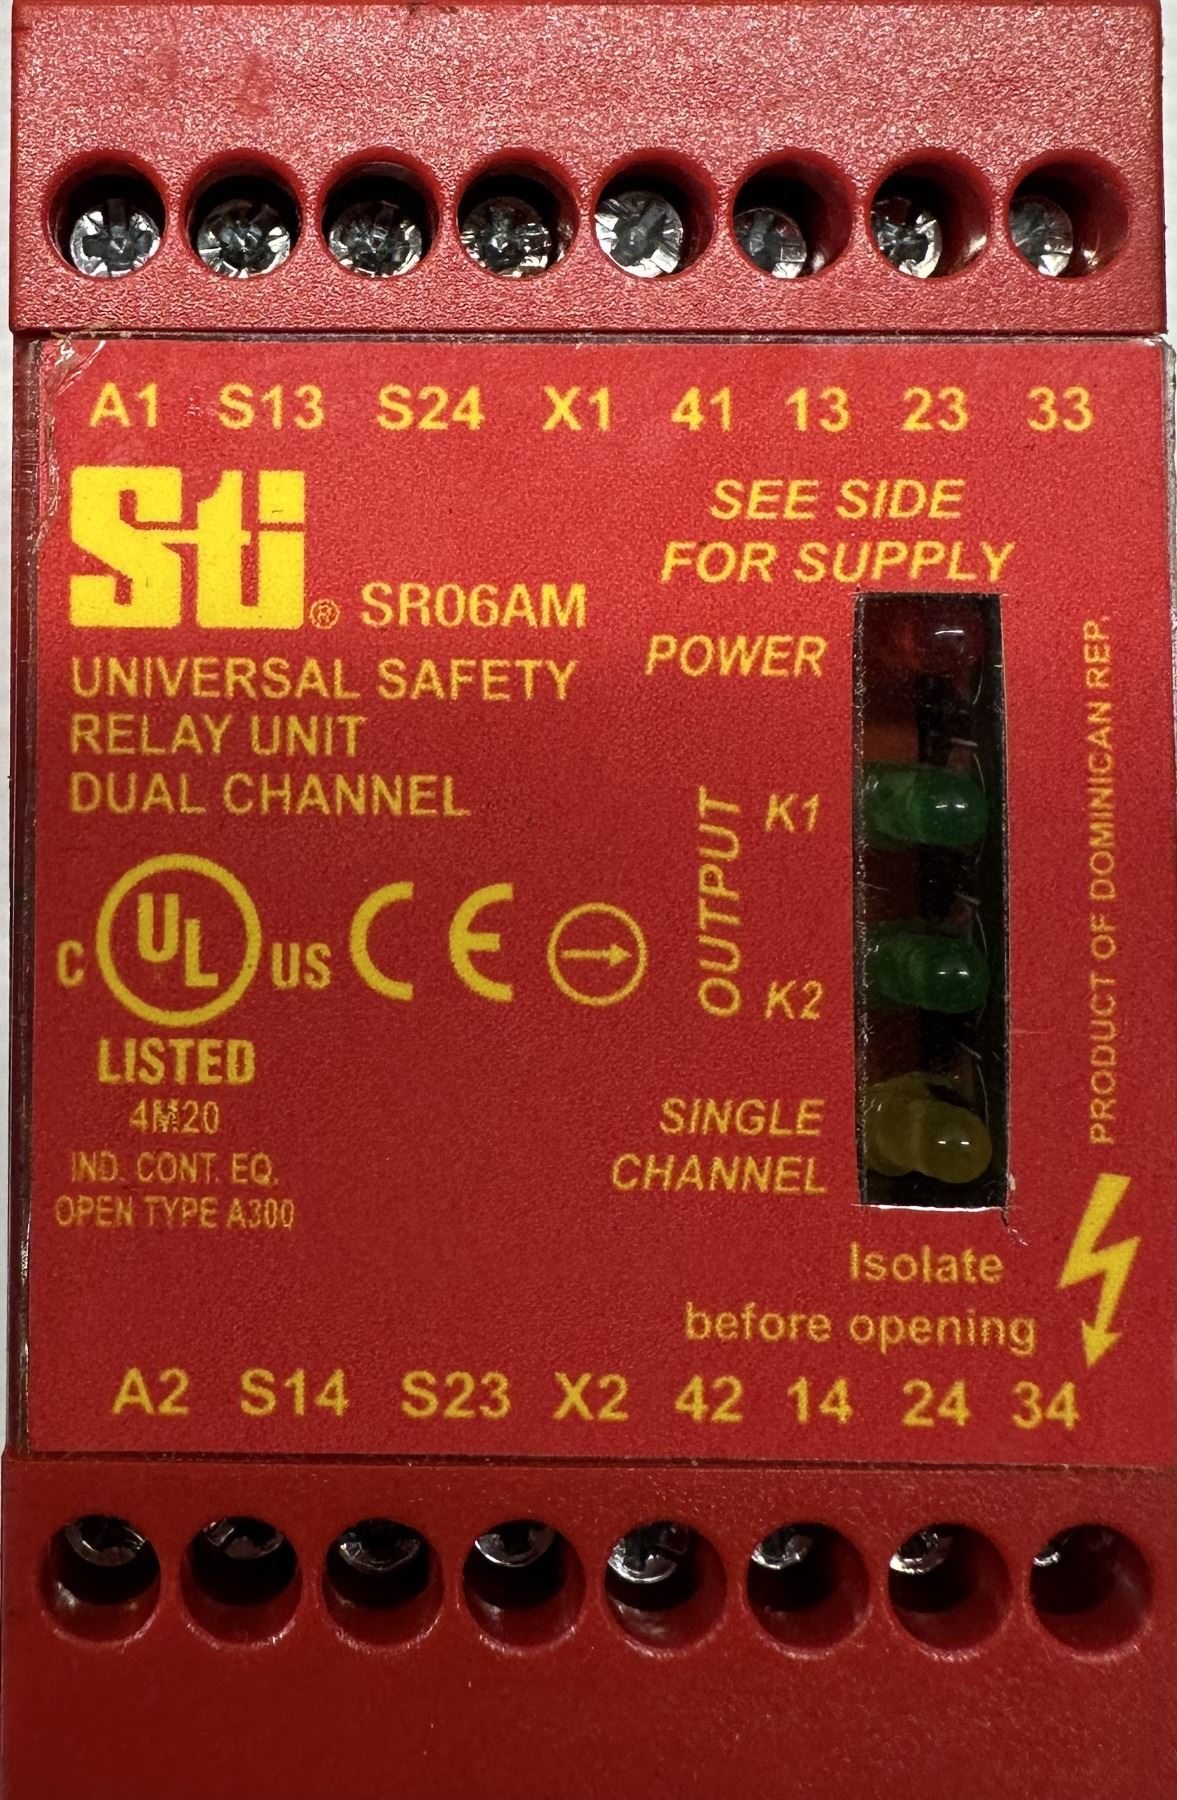 A1 S13 S24 X1 41 13 23 33
SEE SIDE
FOR SUPPLY
Sti ® SR06AM
UNIVERSAL SAFETY
RELAY UNIT
DUAL CHANNEL
POWER
OUTPUT
K1
K2
SINGLE
CHANNEL
PRODUCT OF DOMINICAN REP.
C UL US CE
LISTED
4M20
IND. CONT. EQ.
OPEN TYPE A300
Isolate
before opening
A2 S14 S23 X2 42 14 24 34